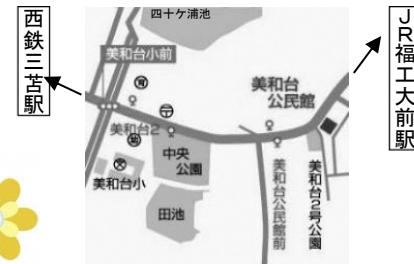 四十ケ浦池
西鉄三苫駅
JR福工大前駅
美和台小前
美和台
公民館
美和台2
中央
公園
美和台小
田池
美和台公民館前
美和台2号公園